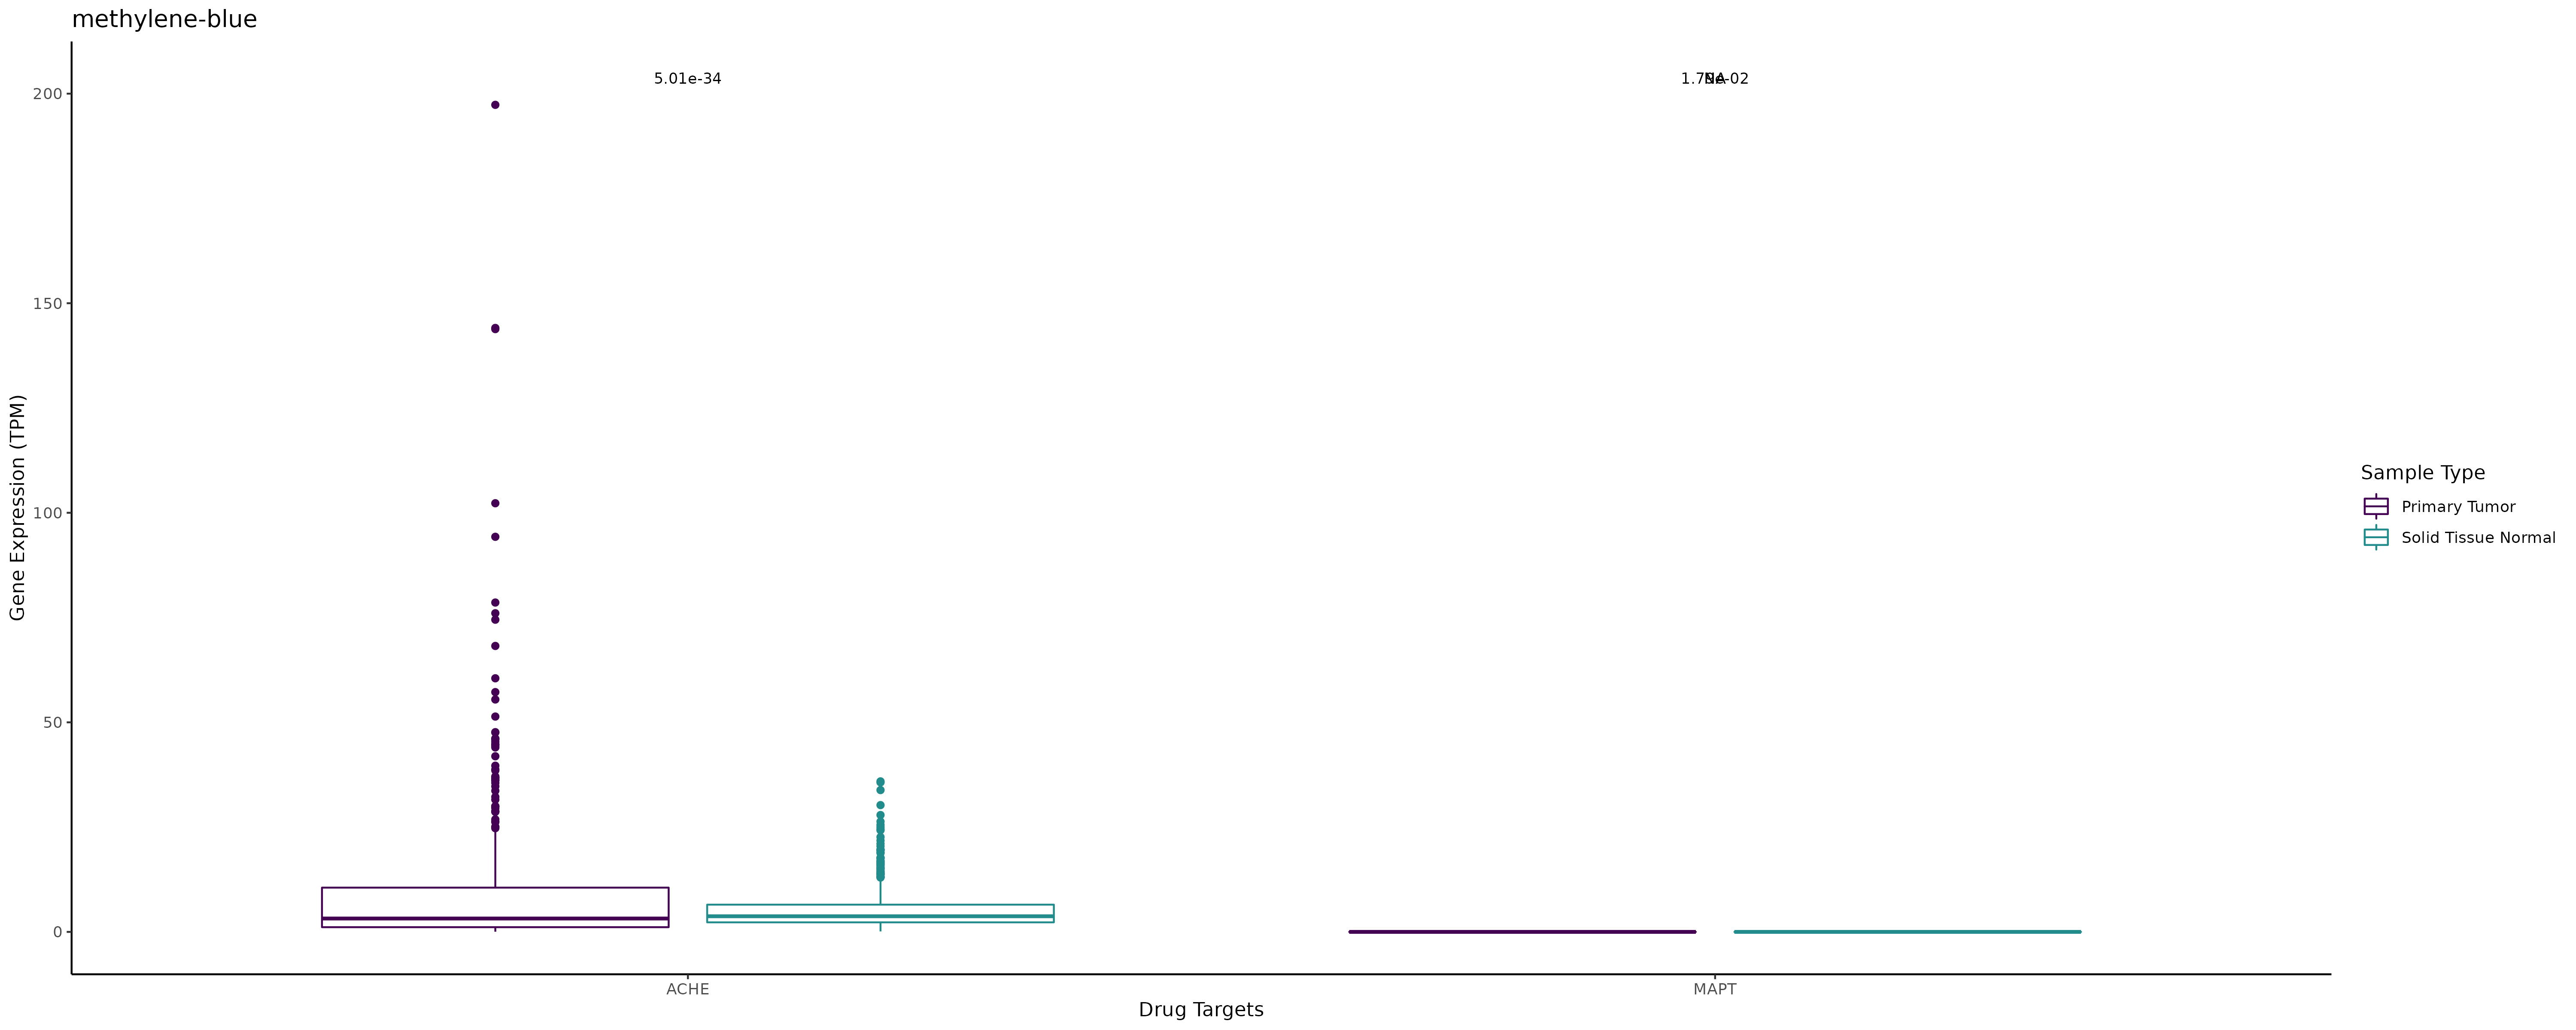 methylene-blue
5.01e-34
200
150
100
50
0
Gene Expression (TPM)
ACHE
MAPT
Drug Targets
Sample Type
Primary Tumor
Solid Tissue Normal